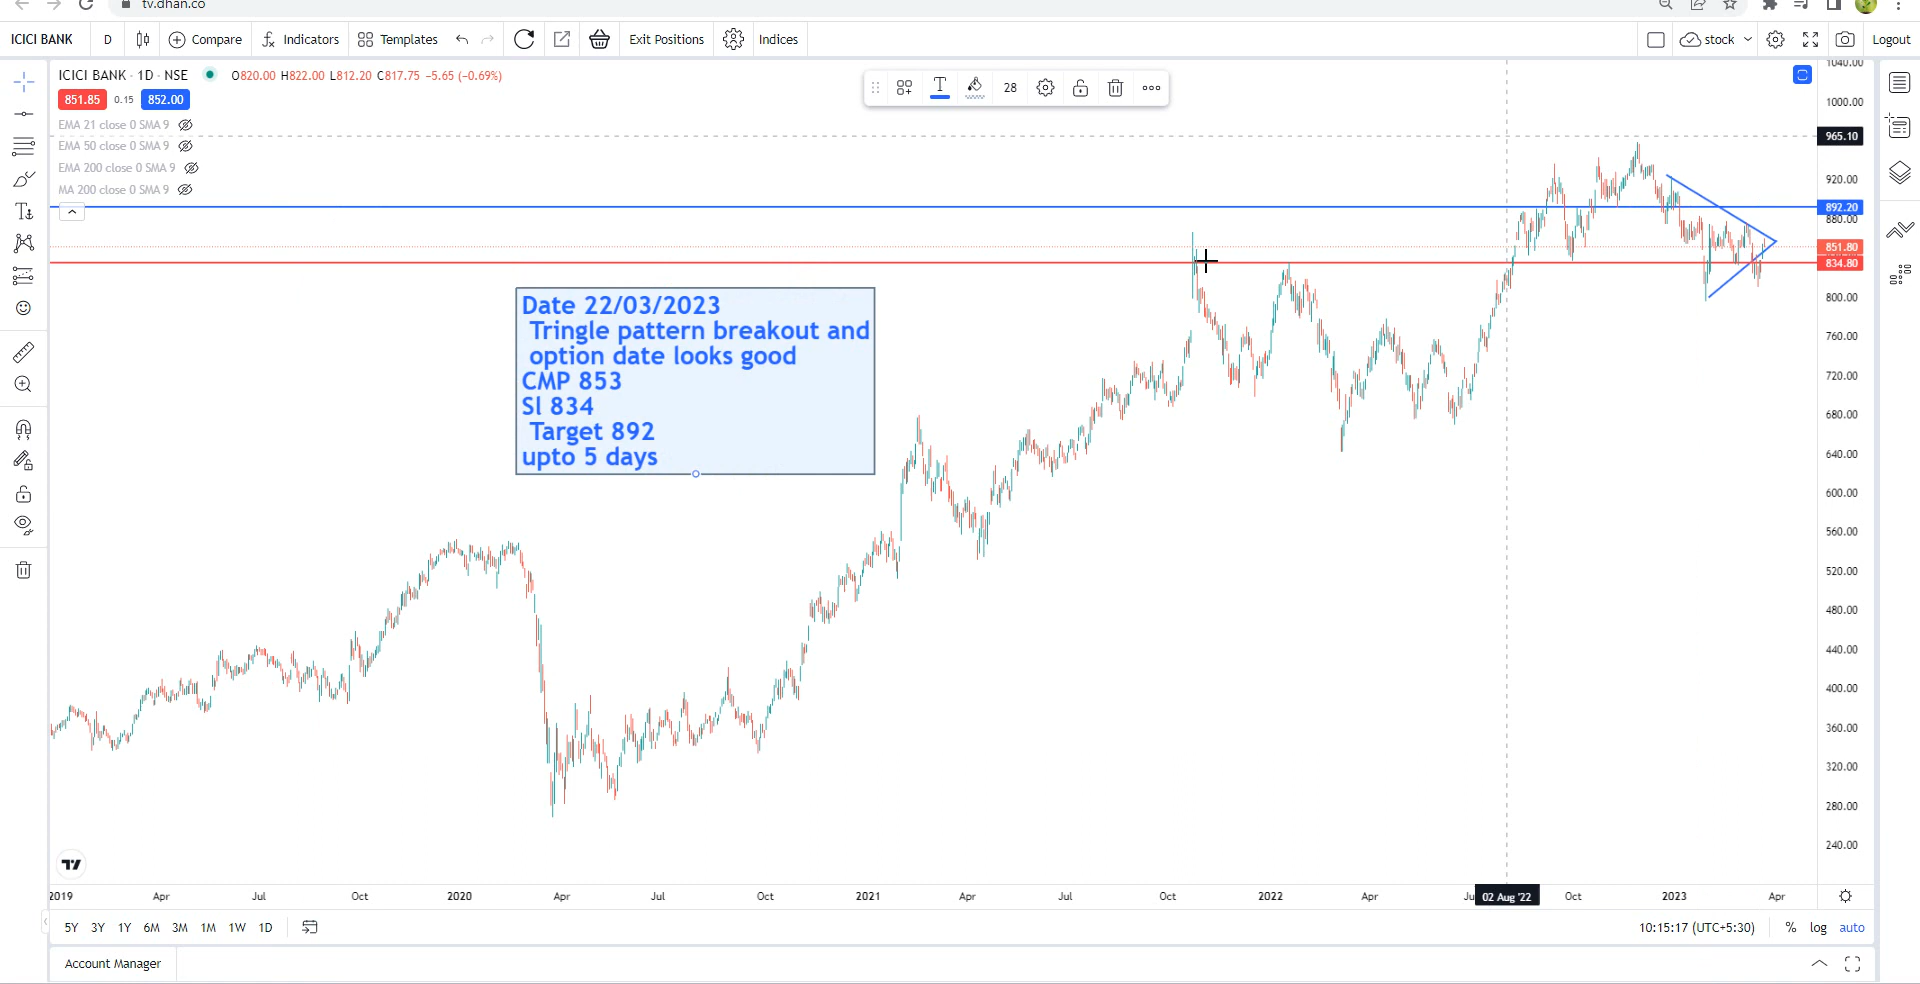 tv.dhan.co
ICICI BANK D Compare Indicators Templates Exit Positions Indices stock Logout
ICICI BANK · 1D · NSE O820.00 H822.00 L812.20 C817.75 −5.65 (−0.69%)
851.85 0.15 852.00
EMA 21 close 0 SMA 9
EMA 50 close 0 SMA 9
EMA 200 close 0 SMA 9
MA 200 close 0 SMA 9
28
Date 22/03/2023
Tringle pattern breakout and
option date looks good
CMP 853
Sl 834
Target 892
upto 5 days
1040.00
1000.00
965.10
920.00
892.20
880.00
851.80
834.80
800.00
760.00
720.00
680.00
640.00
600.00
560.00
520.00
480.00
440.00
400.00
360.00
320.00
280.00
240.00
2019 Apr Jul Oct 2020 Apr Jul Oct 2021 Apr Jul Oct 2022 Apr Ju 02 Aug '22 Oct 2023 Apr
5Y 3Y 1Y 6M 3M 1M 1W 1D 10:15:17 (UTC+5:30) % log auto
Account Manager